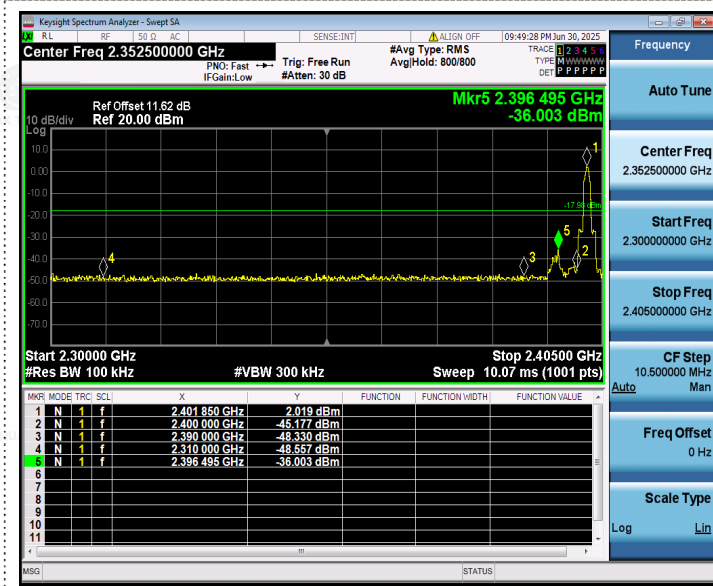 Keysight Spectrum Analyzer - Swept SA
RL RF 50 Ω AC SENSE:INT ALIGN OFF 09:49:28 PM Jun 30, 2025
Center Freq 2.352500000 GHz
PNO: Fast
IFGain:Low
Trig: Free Run
#Atten: 30 dB
#Avg Type: RMS
Avg|Hold: 800/800
TRACE 1 2 3 4 5 6
TYPE M WWWWW
DET P P P P P P
Mkr5 2.396 495 GHz
-36.003 dBm
Ref Offset 11.62 dB
10 dB/div Ref 20.00 dBm
Log
10.0
0.00
-10.0
-20.0
-30.0
-40.0
-50.0
-60.0
-70.0
-17.98 dBm
1
5
2
3
4
Start 2.30000 GHz Stop 2.40500 GHz
#Res BW 100 kHz #VBW 300 kHz Sweep 10.07 ms (1001 pts)
MKR MODE TRC SCL X Y FUNCTION FUNCTION WIDTH FUNCTION VALUE
1 N 1 f 2.401 850 GHz 2.019 dBm
2 N 1 f 2.400 000 GHz -45.177 dBm
3 N 1 f 2.390 000 GHz -48.330 dBm
4 N 1 f 2.310 000 GHz -48.557 dBm
5 N 1 f 2.396 495 GHz -36.003 dBm
6
7
8
9
10
11
MSG STATUS
Frequency
Auto Tune
Center Freq
2.352500000 GHz
Start Freq
2.300000000 GHz
Stop Freq
2.405000000 GHz
CF Step
10.500000 MHz
Auto Man
Freq Offset
0 Hz
Scale Type
Log Lin